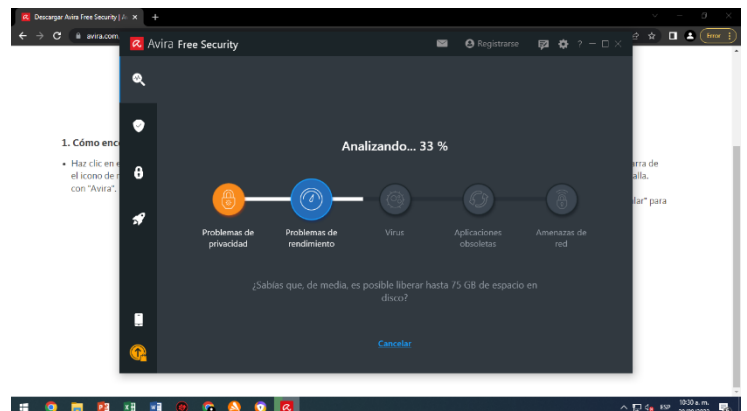 Descargar Avira Free Security | A
avira.com
Error
Avira Free Security
Registrarse
1. Cómo enc
Analizando... 33 %
Haz clic en e
el icono de r
con "Avira".
rra de
alla.
lar" para
Problemas de
privacidad
Problemas de
rendimiento
Virus
Aplicaciones
obsoletas
Amenazas de
red
¿Sabías que, de media, es posible liberar hasta 75 GB de espacio en
disco?
Cancelar
ESP
10:30 a. m.